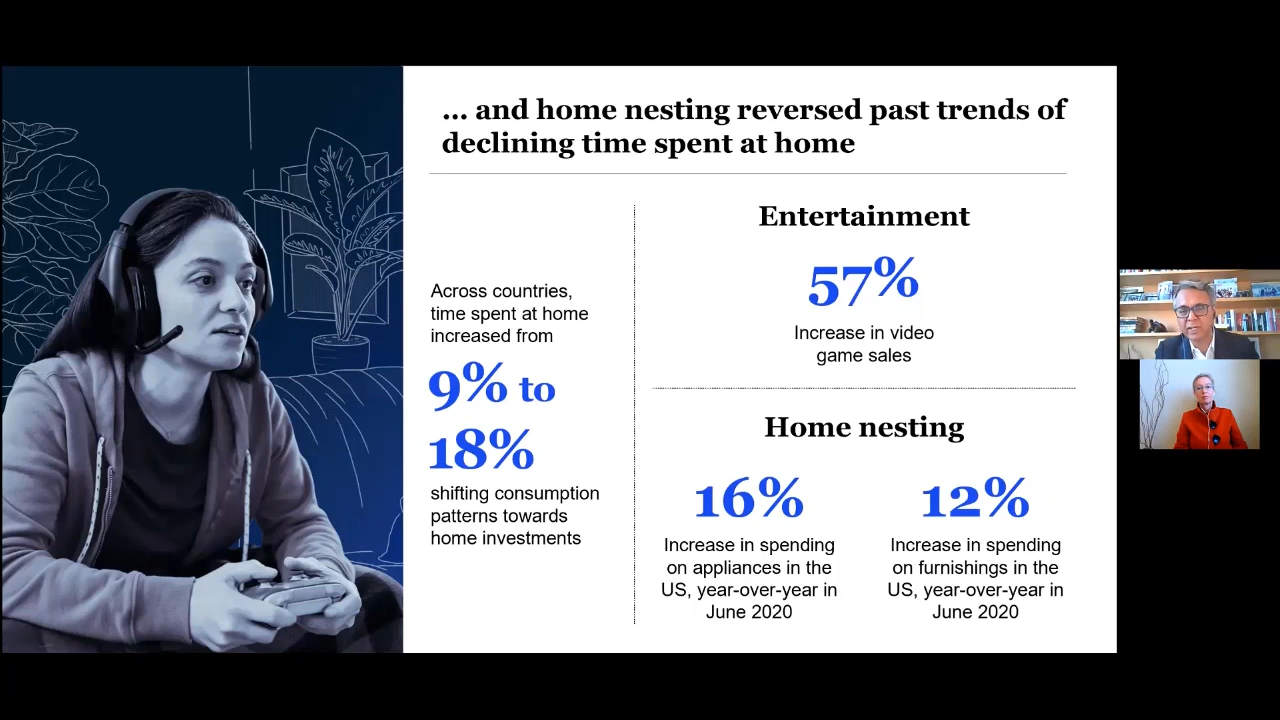 ... and home nesting reversed past trends of
declining time spent at home
Across countries,
time spent at home
increased from
9% to
18%
shifting consumption
patterns towards
home investments
Entertainment
57%
Increase in video
game sales
Home nesting
16%
Increase in spending
on appliances in the
US, year-over-year in
June 2020
12%
Increase in spending
on furnishings in the
US, year-over-year in
June 2020